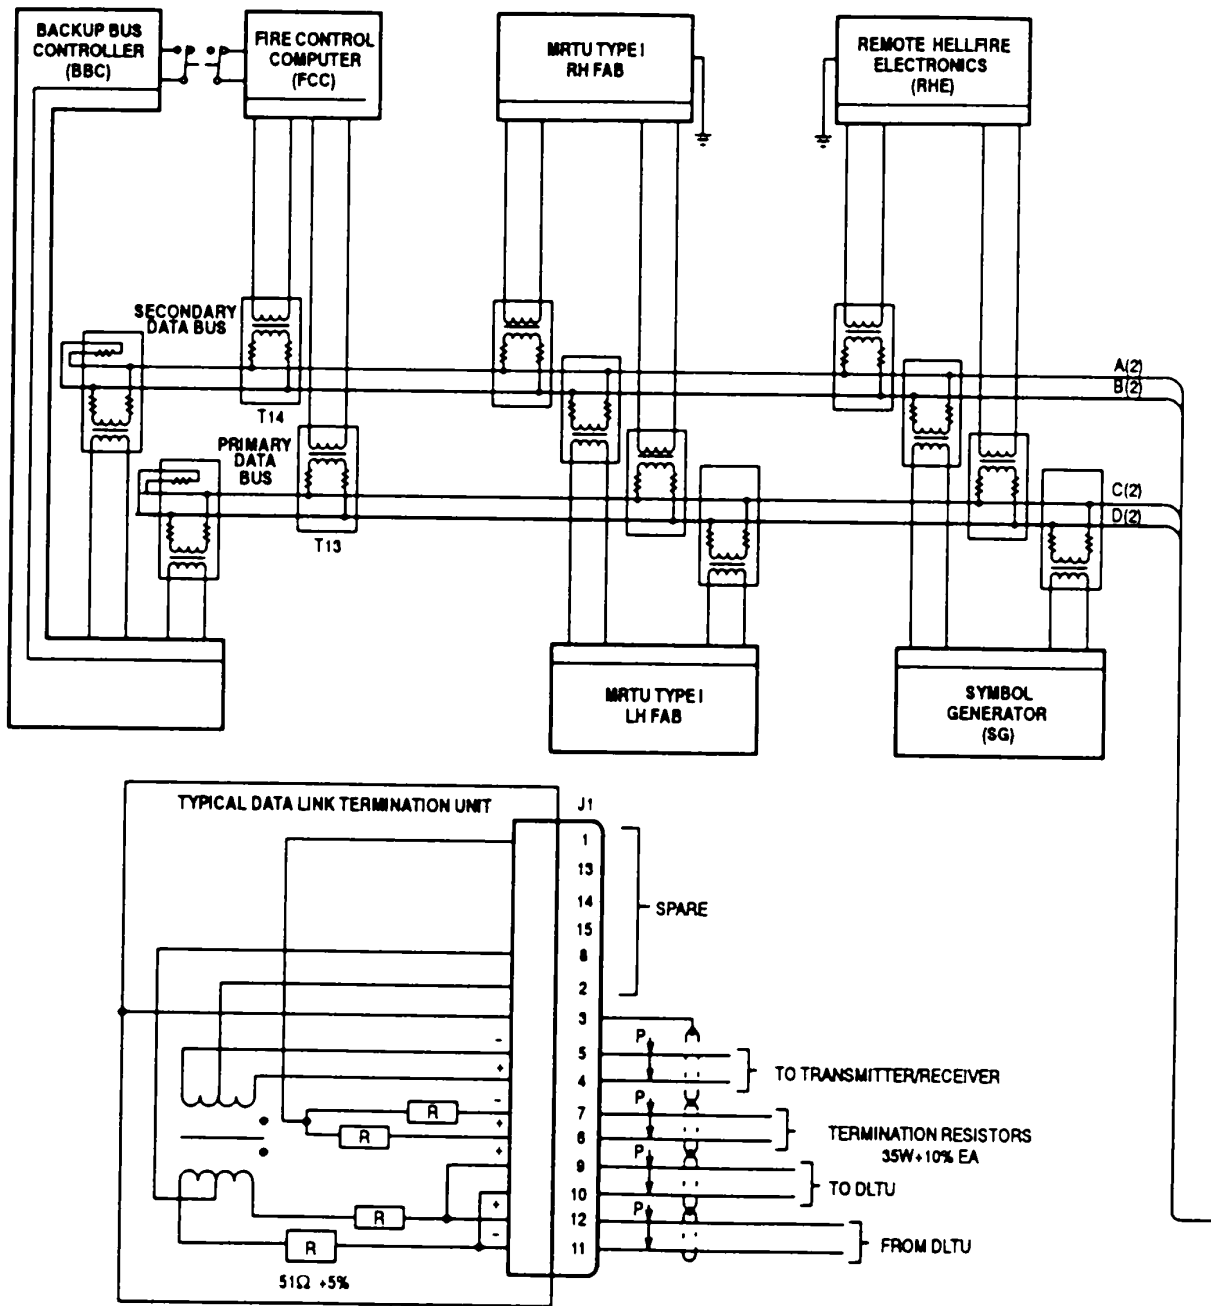 BACKUP BUS
CONTROLLER
(BBC)
FIRE CONTROL
COMPUTER
(FCC)
MRTU TYPE I
RH FAB
REMOTE HELLFIRE
ELECTRONICS
(RHE)
SECONDARY
DATA BUS
T14
A(2)
B(2)
PRIMARY
DATA
BUS
T13
C(2)
D(2)
MRTU TYPE I
LH FAB
SYMBOL
GENERATOR
(SG)
TYPICAL DATA LINK TERMINATION UNIT
J1
1
13
14
15
8
2
SPARE
3
- 5 P
+ 4
TO TRANSMITTER/RECEIVER
- R 7 P
+ R 6
TERMINATION RESISTORS
35W+10% EA
+ 9 P
10
TO DLTU
+ R 12 P
- R 11
FROM DLTU
51Ω +5%